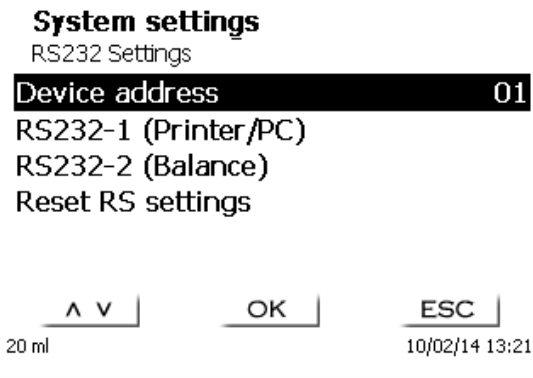 System settings
RS232 Settings
Device address 01
RS232-1 (Printer/PC)
RS232-2 (Balance)
Reset RS settings
∧ ∨ OK ESC
20 ml 10/02/14 13:21